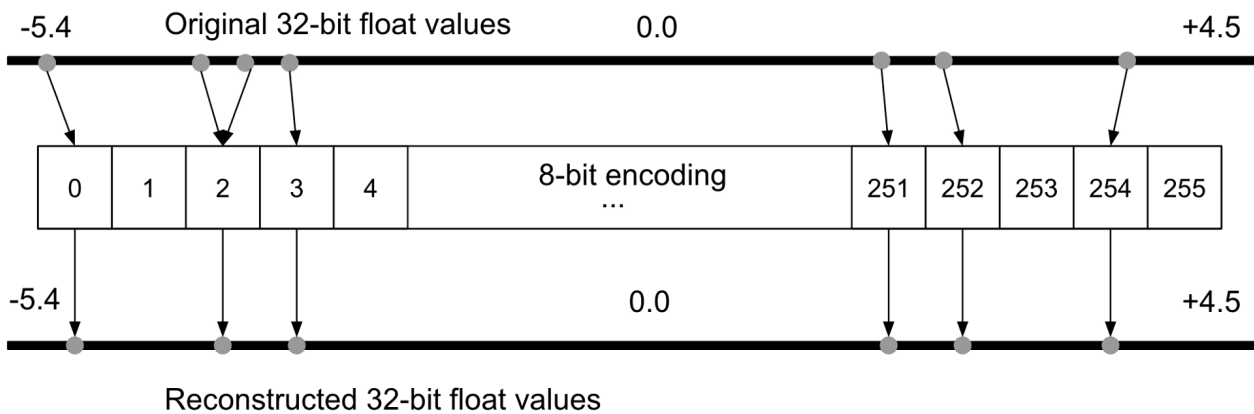 -5.4 Original 32-bit float values 0.0 +4.5
0 1 2 3 4 8-bit encoding 251 252 253 254 255
...
-5.4 0.0 +4.5
Reconstructed 32-bit float values